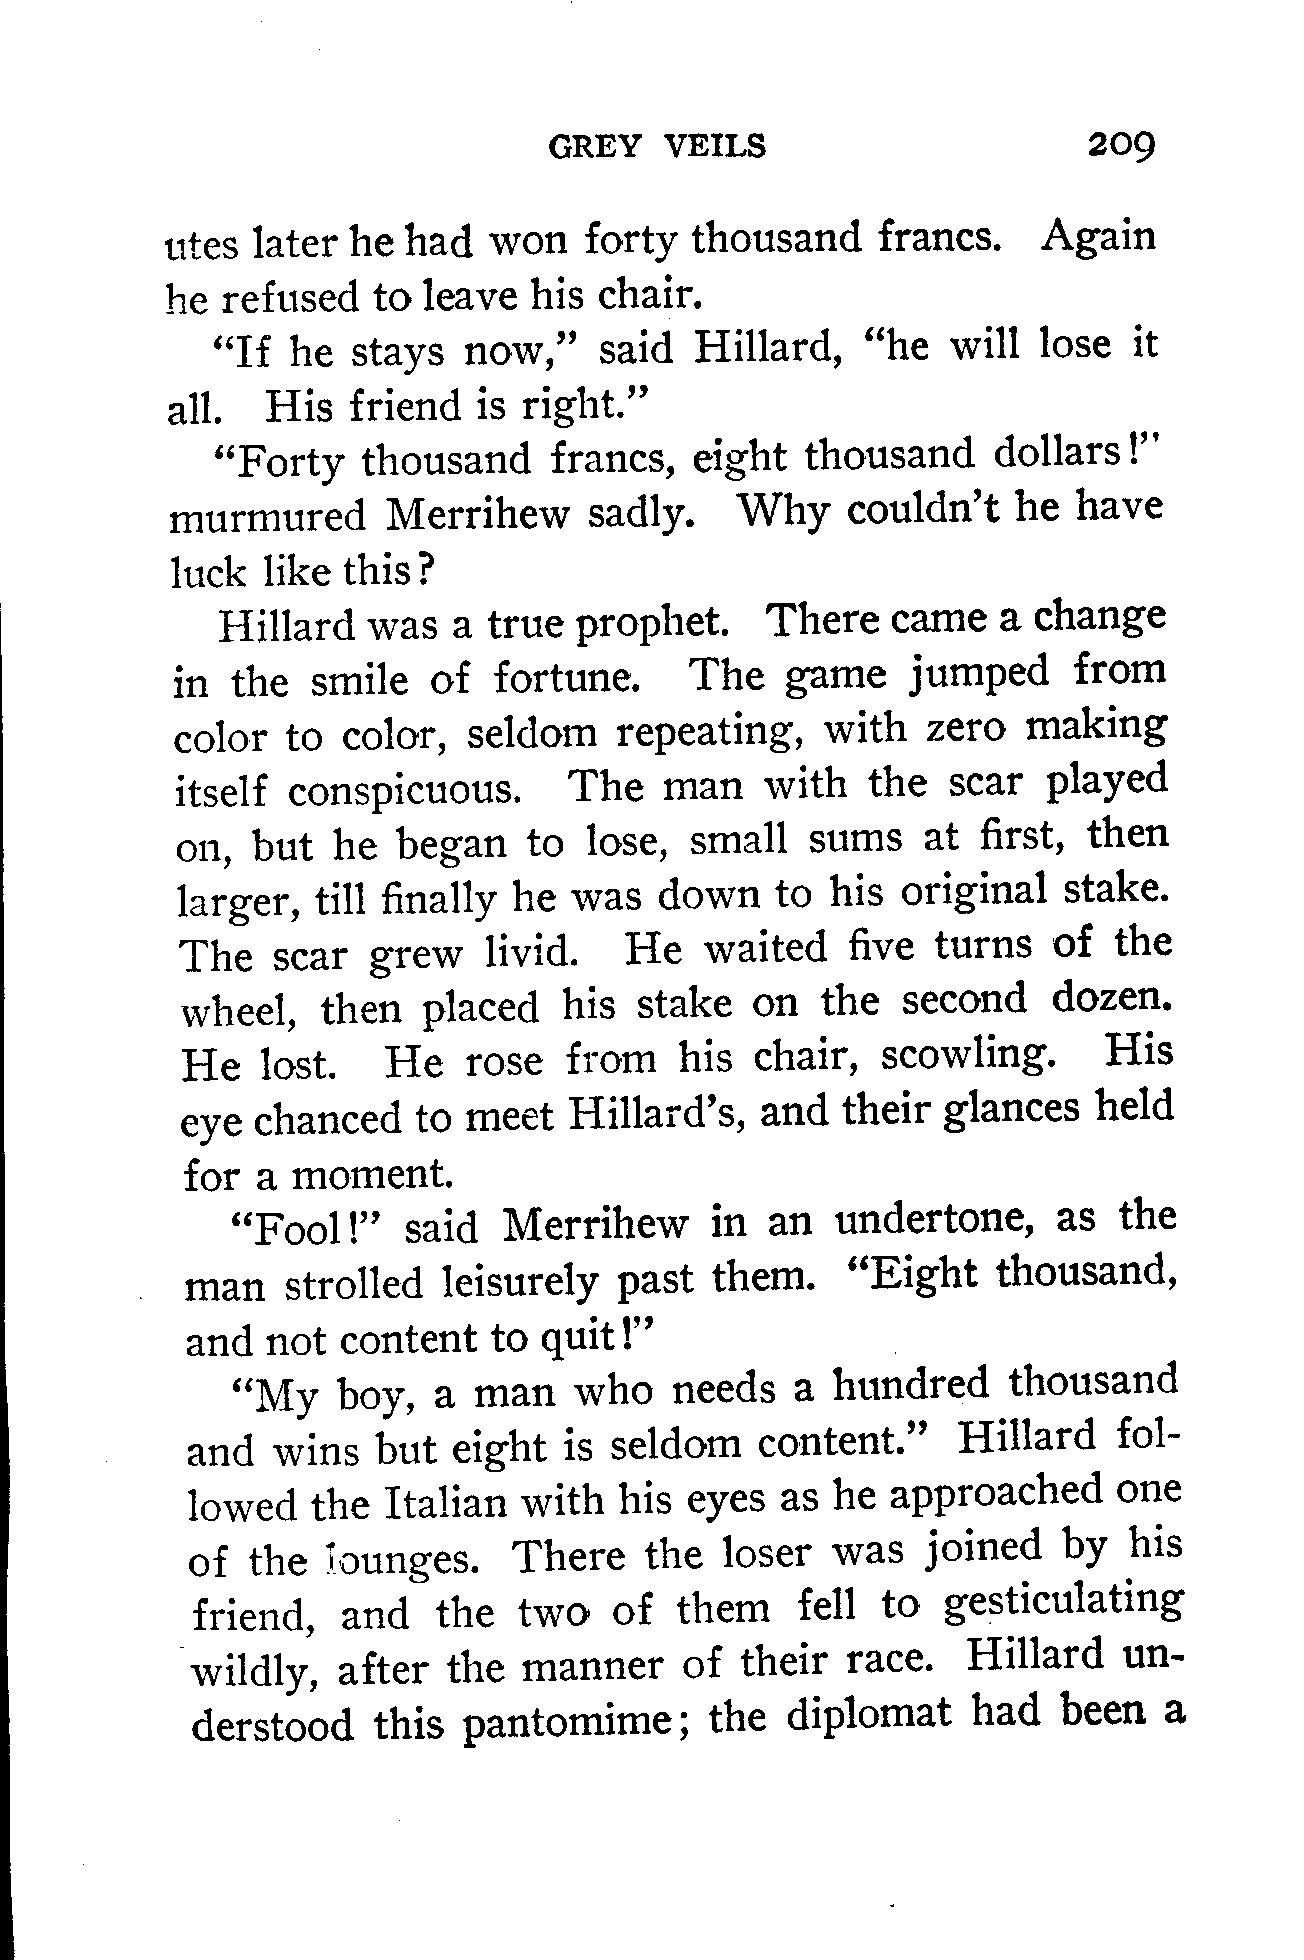 GREY VEILS 209
utes later he had won forty thousand francs. Again
he refused to leave his chair.
“If he stays now,” said Hillard, “he will lose it
all. His friend is right.”
“Forty thousand francs, eight thousand dollars!”
murmured Merrihew sadly. Why couldn’t he have
luck like this?
Hillard was a true prophet. There came a change
in the smile of fortune. The game jumped from
color to color, seldom repeating, with zero making
itself conspicuous. The man with the scar played
on, but he began to lose, small sums at first, then
larger, till finally he was down to his original stake.
The scar grew livid. He waited five turns of the
wheel, then placed his stake on the second dozen.
He lost. He rose from his chair, scowling. His
eye chanced to meet Hillard’s, and their glances held
for a moment.
“Fool!” said Merrihew in an undertone, as the
man strolled leisurely past them. “Eight thousand,
and not content to quit!”
“My boy, a man who needs a hundred thousand
and wins but eight is seldom content.” Hillard fol-
lowed the Italian with his eyes as he approached one
of the lounges. There the loser was joined by his
friend, and the two of them fell to gesticulating
wildly, after the manner of their race. Hillard un-
derstood this pantomime; the diplomat had been a